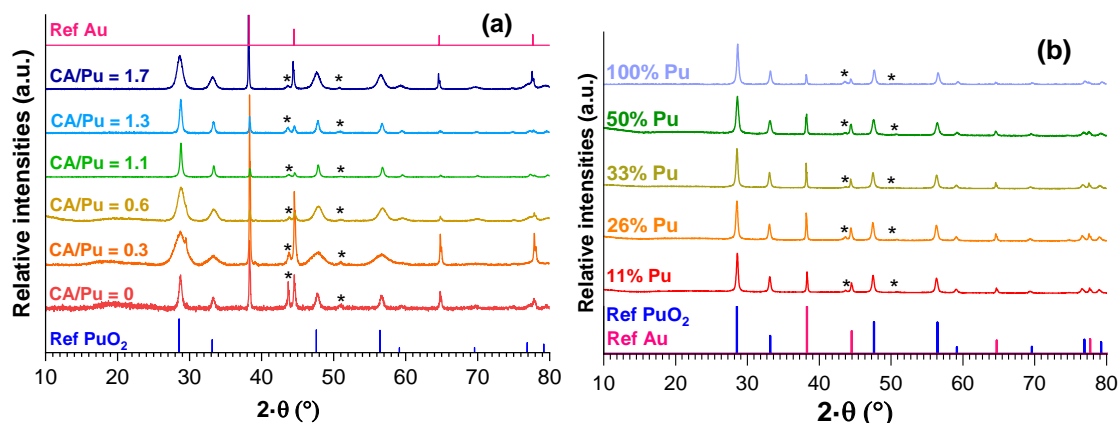 (a)
Relative intensities (a.u.)
Ref Au
CA/Pu = 1.7
* *
CA/Pu = 1.3
* *
CA/Pu = 1.1
* *
CA/Pu = 0.6
* *
CA/Pu = 0.3
* *
CA/Pu = 0
* *
Ref PuO₂
10 20 30 40 50 60 70 80
2·θ (°)
(b)
Relative intensities (a.u.)
100% Pu
* *
50% Pu
* *
33% Pu
* *
26% Pu
* *
11% Pu
* *
Ref PuO₂
Ref Au
10 20 30 40 50 60 70 80
2·θ (°)